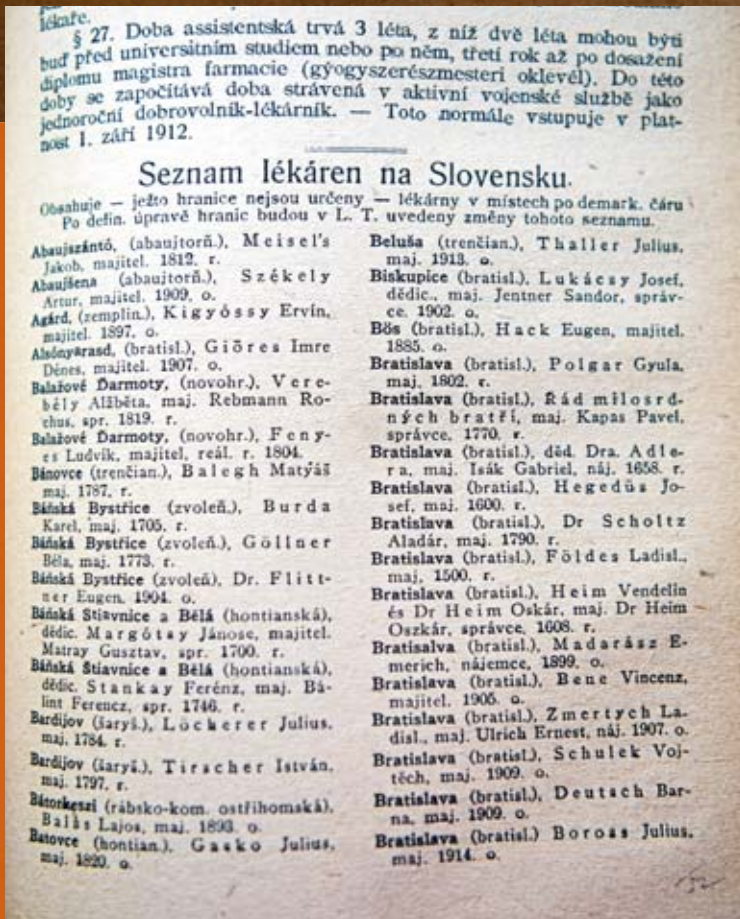 lékaře.
§ 27. Doba assistentská trvá 3 léta, z níž dvě léta mohou býti
buď před universitním studiem nebo po něm, třetí rok až po dosažení
diplomu magistra farmacie (gyógyszerészmesteri oklevél). Do této
doby se započítává doba strávená v aktivní vojenské službě jako
jednoroční dobrovolník-lékárník. — Toto normále vstupuje v plat-
nost 1. září 1912.
Seznam lékáren na Slovensku.
Obsahuje — ježto hranice nejsou určeny — lékárny v místech po demark. čáru
Po defin. úpravě hranic budou v L. T. uvedeny změny tohoto seznamu.
Abaujszántó, (abaujtorň.), Meisel's
Jakob, majitel. 1812. r.
Abaujšena (abaujtorň.), Székely
Artur, majitel. 1909. o.
Agárd, (zemplin.), Kigyóssy Ervín,
majitel. 1897. o.
Alsónyárasd, (bratisl.), Giöres Imre
Dénes, majitel. 1907. o.
Balažové Ďarmoty, (novohr.), Vere-
bély Alžběta, maj. Rebmann Ro-
chus, spr. 1819. r.
Balažové Ďarmoty, (novohr.), Feny-
es Ludvík, majitel, reál. r. 1804.
Bánovce (trenčian.), Balegh Matyáš
maj. 1787. r.
Báňská Bystřice (zvoleň.), Burda
Karel, maj. 1705. r.
Báňská Bystřice (zvoleň.), Göllner
Béla, maj. 1773. r.
Báňská Bystřice (zvoleň), Dr. Flitt-
ner Eugen, 1904. o.
Báňská Štiavnice a Bělá (hontianská),
dědic. Margótsy Jánose, majitel.
Matray Gusztav, spr. 1700. r.
Báňská Štiavnice a Bělá (hontianská),
dědic. Stankay Ferénz, maj. Bá-
lint Ferencz, spr. 1746. r.
Bardijov (šaryš.), Löcherer Julius,
maj. 1784. r.
Bardijov (šaryš.), Tirscher István,
maj. 1797. r.
Bátorkeszi (rábsko-kom. ostřihomská),
Balás Lajos, maj. 1893. o.
Batovce (hontian.), Gasko Julius,
maj. 1820. o.
Beluša (trenčian.), Thaller Julius,
maj. 1913. o.
Biskupice (bratisl.), Lukácsy Josef,
dědic., maj. Jentner Sandor, správ-
ce. 1902. o.
Bös (bratisl.), Hack Eugen, majitel.
1885. o.
Bratislava (bratisl.), Polgar Gyula,
maj. 1802. r.
Bratislava (bratisl.), Řád milosrd-
ných bratří, maj. Kapas Pavel,
správce, 1770. r.
Bratislava (bratisl.), děd. Dra. Adle-
ra, maj. Isák Gabriel, náj. 1658. r.
Bratislava (bratisl.), Hegedüs Jo-
sef, maj. 1600. r.
Bratislava (bratisl.), Dr Scholtz
Aladár, maj. 1790. r.
Bratislava (bratisl.), Földes Ladisl.,
maj, 1500. r.
Bratislava (bratisl.), Heim Vendelin
és Dr Heim Oskár, maj. Dr Heim
Oszkár, správce, 1608. r.
Bratisalva (bratisl.), Madarász E-
merich, nájemce, 1899. o.
Bratislava (bratisl.), Bene Vincenz,
majitel. 1905. o.
Bratislava (bratisl.), Zmertych La-
disl., maj. Ulrich Ernest, náj. 1907. o.
Bratislava (bratisl.), Schulek Voj-
těch, maj. 1909. o.
Bratislava (bratisl.), Deutsch Bar-
na, maj. 1909. o.
Bratislava (bratisl.) Boross Julius,
maj. 1914. o.